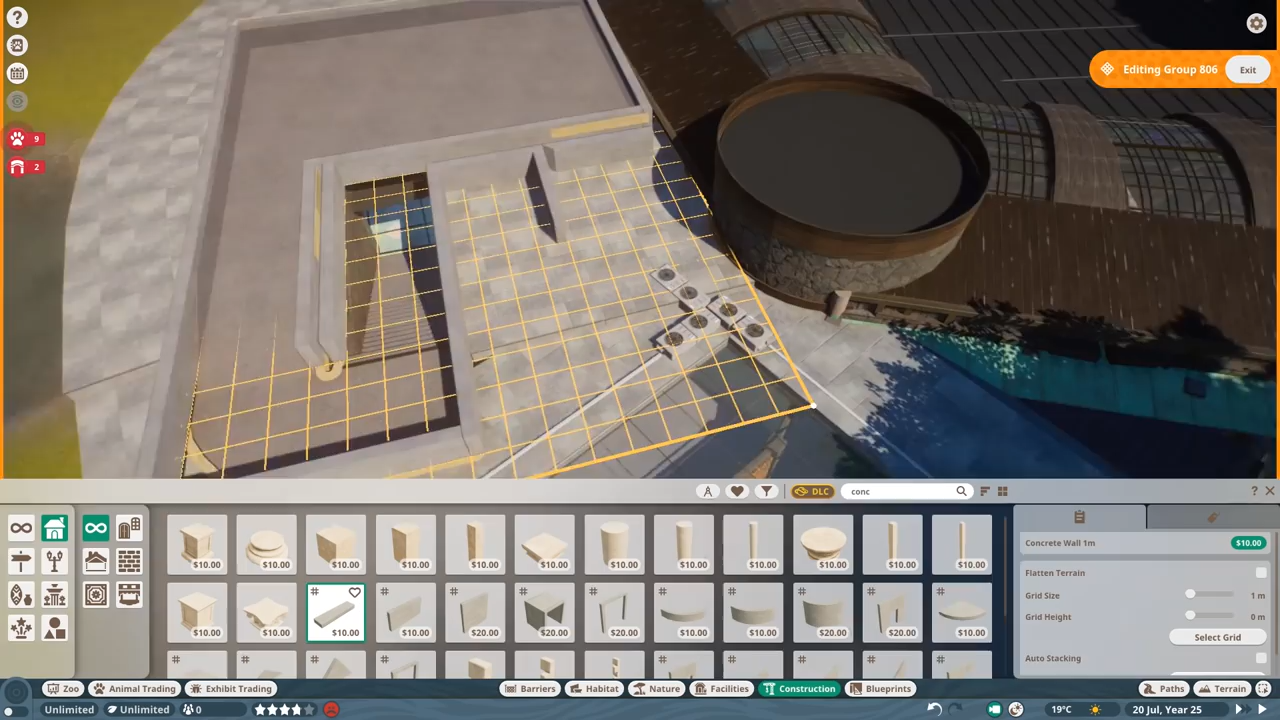 ?
Editing Group 806
Exit
9
2
DLC
conc
?
$10.00 $10.00 $10.00 $10.00 $10.00 $10.00 $10.00 $10.00 $10.00 $10.00 $10.00 $10.00
$10.00 $10.00 $10.00 $10.00 $20.00 $20.00 $20.00 $10.00 $10.00 $20.00 $10.00 $10.00
Concrete Wall 1m $10.00
Flatten Terrain
Grid Size 1 m
Grid Height 0 m
Select Grid
Auto Stacking
Zoo Animal Trading Exhibit Trading Barriers Habitat Nature Facilities Construction Blueprints Paths Terrain
Unlimited Unlimited 0 19°C 20 Jul, Year 25